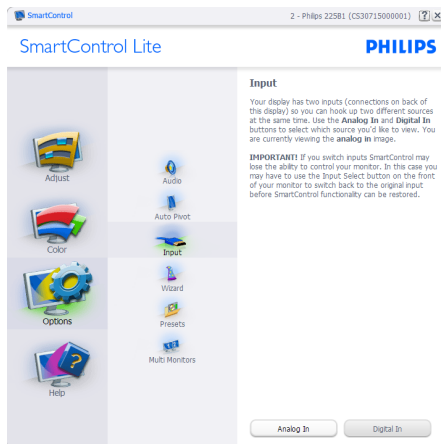 SmartControl
2 - Philips 225B1 (CS30715000001)
SmartControl Lite
PHILIPS
Adjust
Color
Options
Help
Audio
Auto Pivot
Input
Wizard
Presets
Multi Monitors
Input
Your display has two inputs (connections on back of
this display) so you can hook up two different sources
at the same time. Use the Analog In and Digital In
buttons to select which source you'd like to view. You
are currently viewing the analog in image.
IMPORTANT! If you switch inputs SmartControl may
lose the ability to control your monitor. In this case you
may have to use the Input Select button on the front
of your monitor to switch back to the original input
before SmartControl functionality can be restored.
Analog In
Digital In